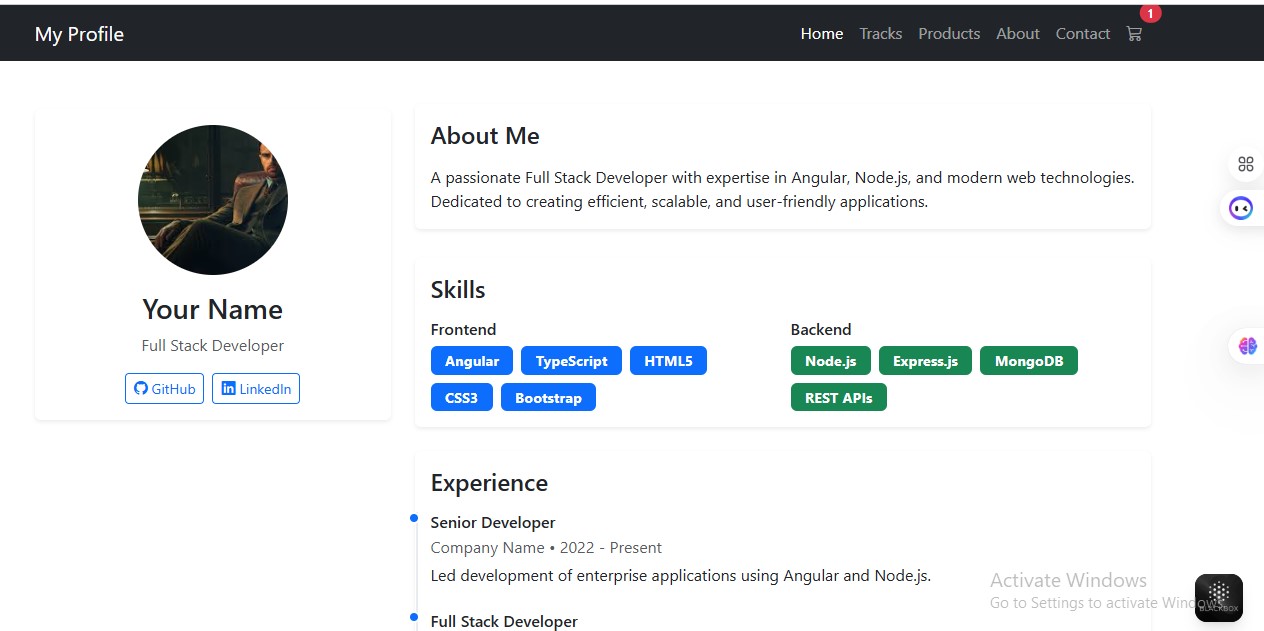 My Profile
Home Tracks Products About Contact 1
About Me
A passionate Full Stack Developer with expertise in Angular, Node.js, and modern web technologies.
Dedicated to creating efficient, scalable, and user-friendly applications.
Your Name
Full Stack Developer
GitHub LinkedIn
Skills
Frontend
Angular TypeScript HTML5
CSS3 Bootstrap
Backend
Node.js Express.js MongoDB
REST APIs
Experience
Senior Developer
Company Name • 2022 - Present
Led development of enterprise applications using Angular and Node.js.
Full Stack Developer
Activate Windows
Go to Settings to activate Windows.
BLACKBOX